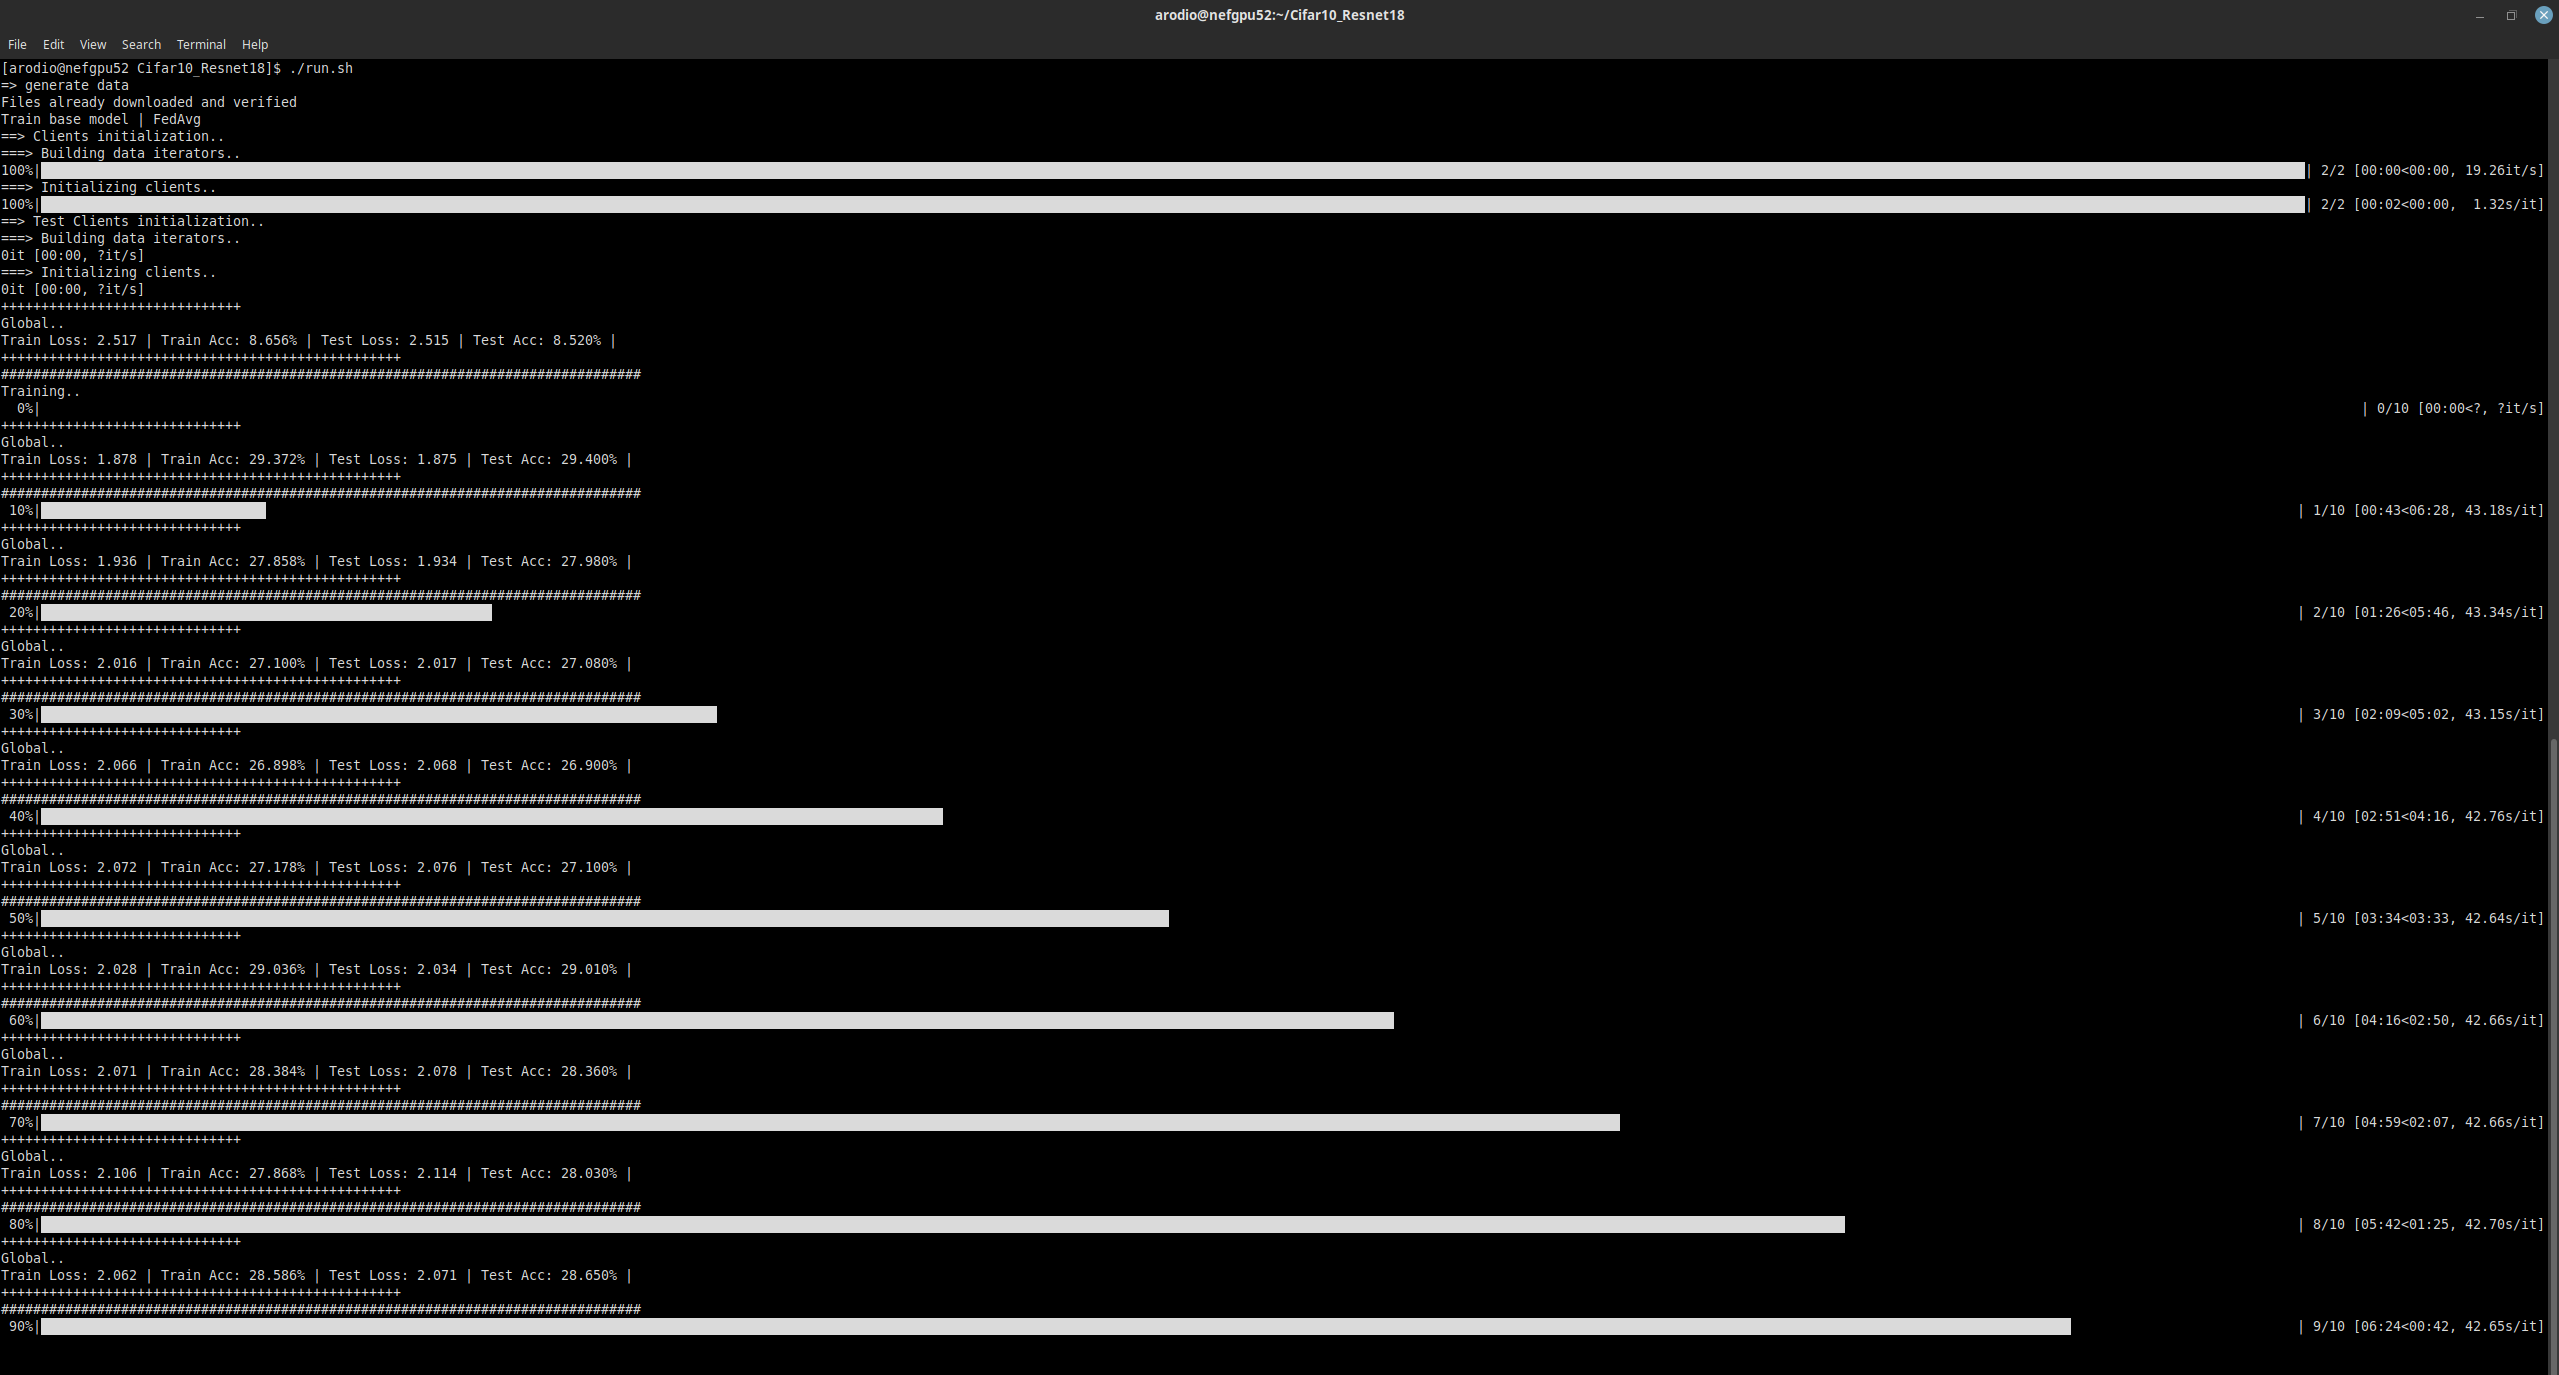 arodio@nefgpu52:~/Cifar10_Resnet18
File Edit View Search Terminal Help
[arodio@nefgpu52 Cifar10_Resnet18]$ ./run.sh
=> generate data
Files already downloaded and verified
Train base model | FedAvg
==> Clients initialization..
===> Building data iterators..
100%| | 2/2 [00:00<00:00, 19.26it/s]
===> Initializing clients..
100%| | 2/2 [00:02<00:00,  1.32s/it]
==> Test Clients initialization..
===> Building data iterators..
0it [00:00, ?it/s]
===> Initializing clients..
0it [00:00, ?it/s]
++++++++++++++++++++++++++++++
Global..
Train Loss: 2.517 | Train Acc: 8.656% | Test Loss: 2.515 | Test Acc: 8.520% |
++++++++++++++++++++++++++++++++++++++++++++++++++
################################################################################
Training..
0%| | 0/10 [00:00<?, ?it/s]
++++++++++++++++++++++++++++++
Global..
Train Loss: 1.878 | Train Acc: 29.372% | Test Loss: 1.875 | Test Acc: 29.400% |
++++++++++++++++++++++++++++++++++++++++++++++++++
################################################################################
10%| | 1/10 [00:43<06:28, 43.18s/it]
++++++++++++++++++++++++++++++
Global..
Train Loss: 1.936 | Train Acc: 27.858% | Test Loss: 1.934 | Test Acc: 27.980% |
++++++++++++++++++++++++++++++++++++++++++++++++++
################################################################################
20%| | 2/10 [01:26<05:46, 43.34s/it]
++++++++++++++++++++++++++++++
Global..
Train Loss: 2.016 | Train Acc: 27.100% | Test Loss: 2.017 | Test Acc: 27.080% |
++++++++++++++++++++++++++++++++++++++++++++++++++
################################################################################
30%| | 3/10 [02:09<05:02, 43.15s/it]
++++++++++++++++++++++++++++++
Global..
Train Loss: 2.066 | Train Acc: 26.898% | Test Loss: 2.068 | Test Acc: 26.900% |
++++++++++++++++++++++++++++++++++++++++++++++++++
################################################################################
40%| | 4/10 [02:51<04:16, 42.76s/it]
++++++++++++++++++++++++++++++
Global..
Train Loss: 2.072 | Train Acc: 27.178% | Test Loss: 2.076 | Test Acc: 27.100% |
++++++++++++++++++++++++++++++++++++++++++++++++++
################################################################################
50%| | 5/10 [03:34<03:33, 42.64s/it]
++++++++++++++++++++++++++++++
Global..
Train Loss: 2.028 | Train Acc: 29.036% | Test Loss: 2.034 | Test Acc: 29.010% |
++++++++++++++++++++++++++++++++++++++++++++++++++
################################################################################
60%| | 6/10 [04:16<02:50, 42.66s/it]
++++++++++++++++++++++++++++++
Global..
Train Loss: 2.071 | Train Acc: 28.384% | Test Loss: 2.078 | Test Acc: 28.360% |
++++++++++++++++++++++++++++++++++++++++++++++++++
################################################################################
70%| | 7/10 [04:59<02:07, 42.66s/it]
++++++++++++++++++++++++++++++
Global..
Train Loss: 2.106 | Train Acc: 27.868% | Test Loss: 2.114 | Test Acc: 28.030% |
++++++++++++++++++++++++++++++++++++++++++++++++++
################################################################################
80%| | 8/10 [05:42<01:25, 42.70s/it]
++++++++++++++++++++++++++++++
Global..
Train Loss: 2.062 | Train Acc: 28.586% | Test Loss: 2.071 | Test Acc: 28.650% |
++++++++++++++++++++++++++++++++++++++++++++++++++
################################################################################
90%| | 9/10 [06:24<00:42, 42.65s/it]